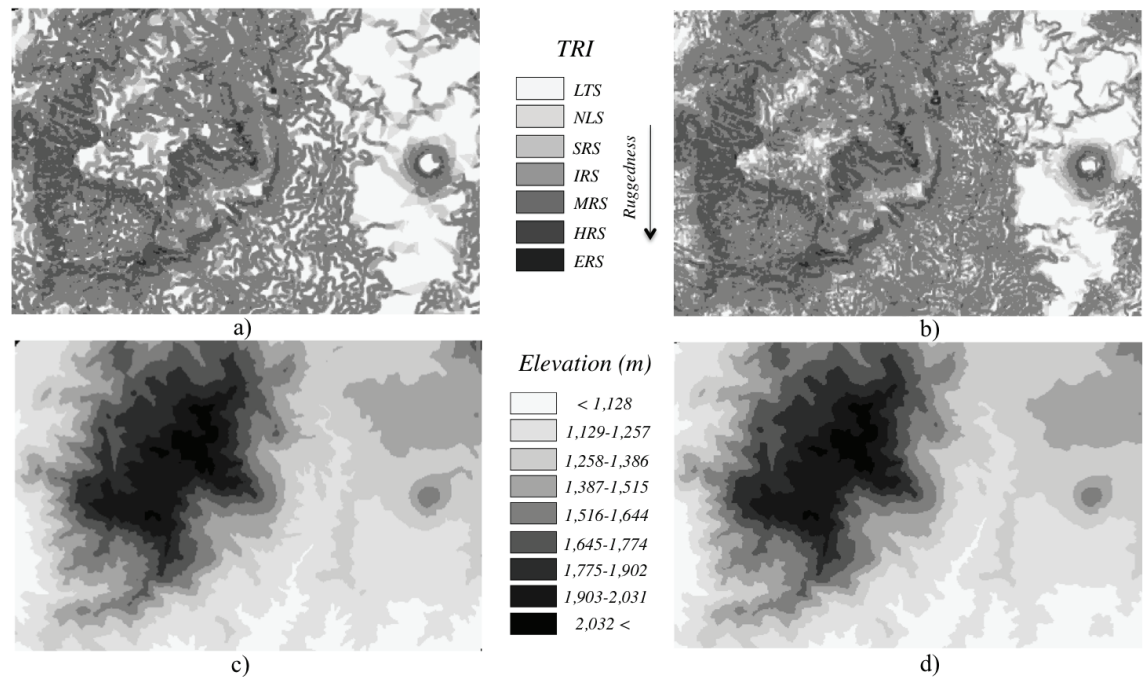 TRI
LTS
NLS
SRS
IRS
MRS
HRS
ERS
Ruggedness
a)
b)
Elevation (m)
< 1,128
1,129-1,257
1,258-1,386
1,387-1,515
1,516-1,644
1,645-1,774
1,775-1,902
1,903-2,031
2,032 <
c)
d)